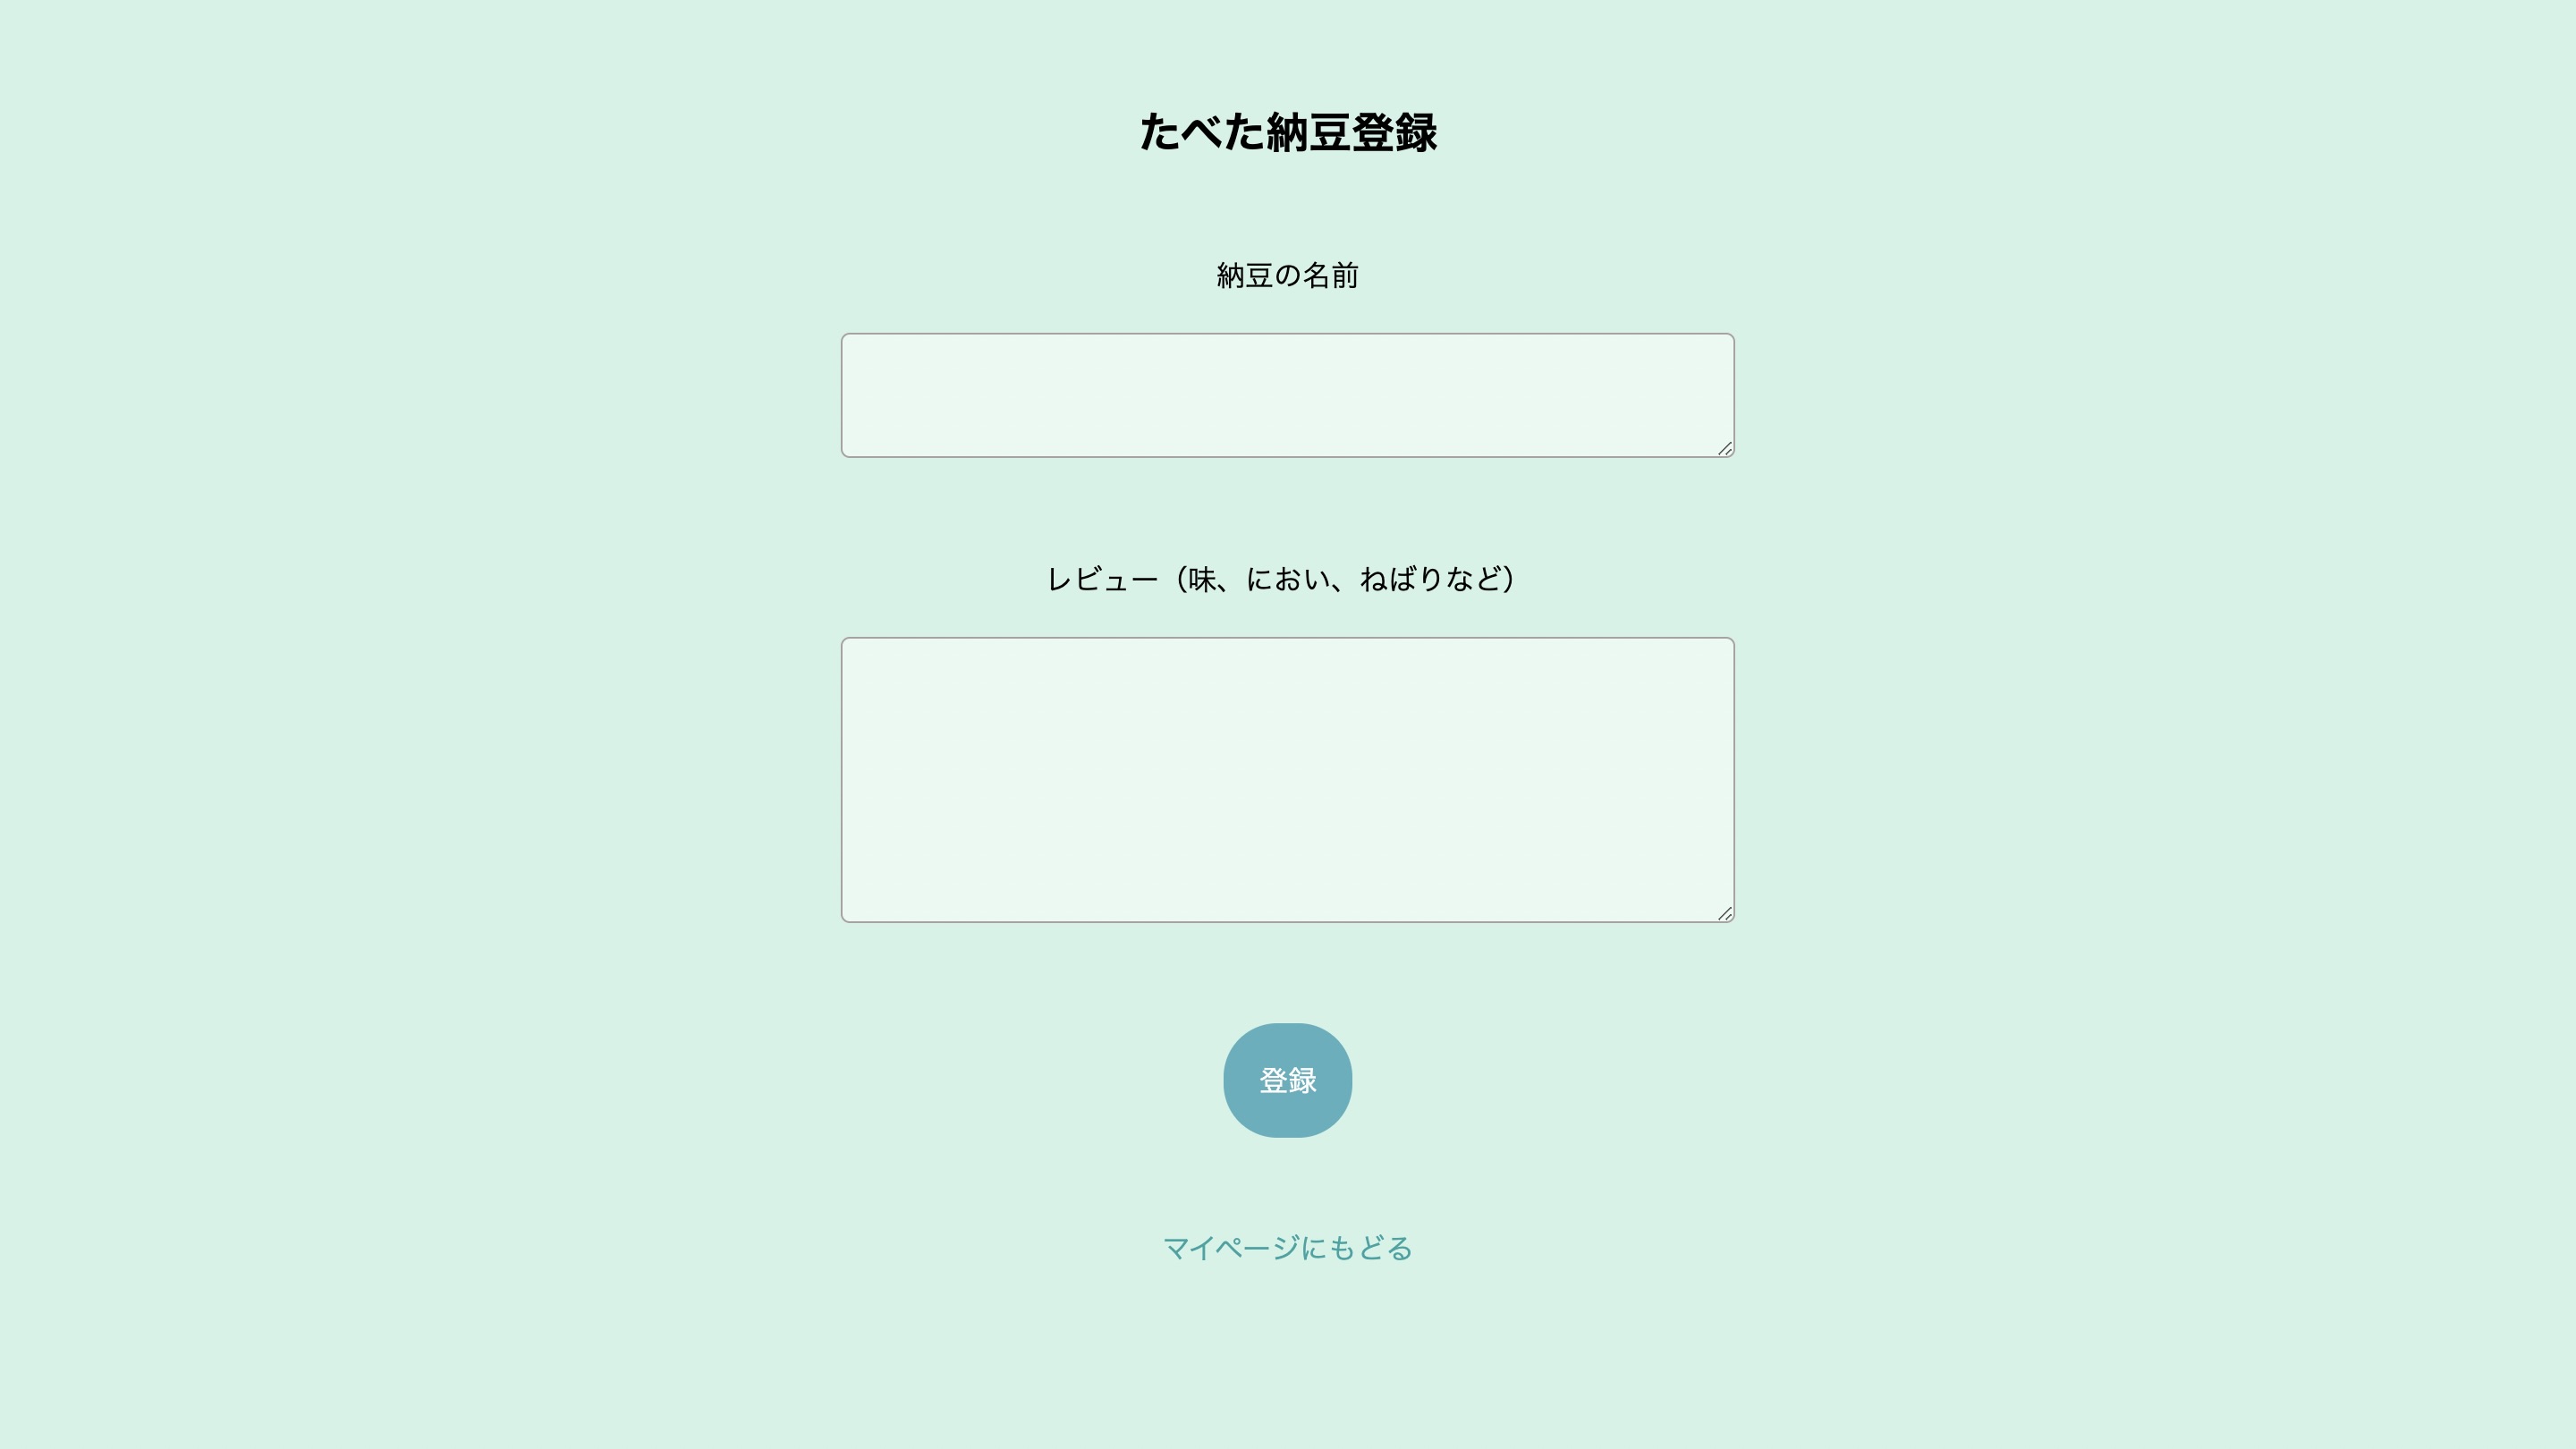 たべた納豆登録
納豆の名前
レビュー（味、におい、ねばりなど）
登録
マイページにもどる